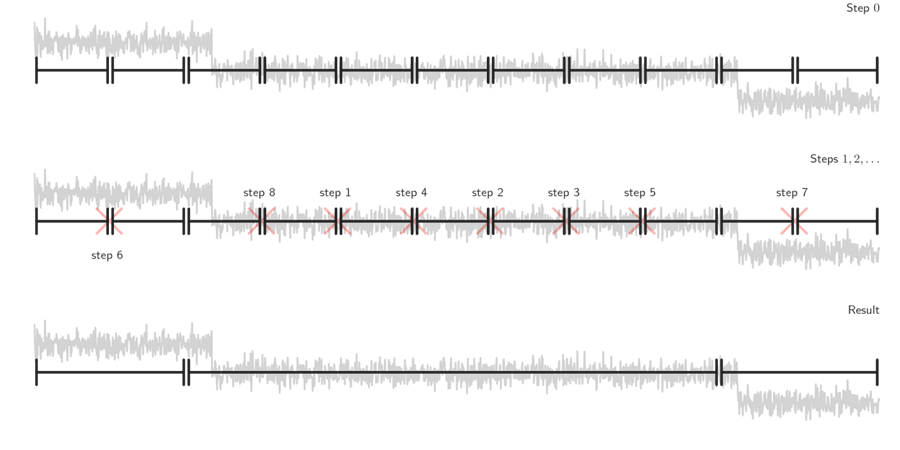 Step 0
Steps 1, 2, . . .
step 8
step 1
step 4
step 2
step 3
step 5
step 7
step 6
Result